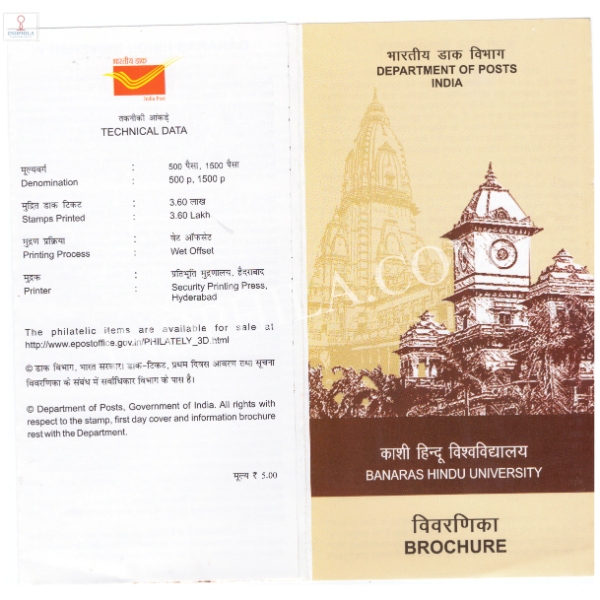 भारतीय डाक
India Post
तकनीकी आंकड़े
TECHNICAL DATA
मूल्यवर्ग : 500 पैसा, 1500 पैसा
Denomination : 500 p, 1500 p
मुद्रित डाक टिकट : 3.60 लाख
Stamps Printed : 3.60 Lakh
मुद्रण प्रक्रिया : वेट ऑफसेट
Printing Process : Wet Offset
मुद्रक : प्रतिभूति मुद्रणालय, हैदराबाद
Printer : Security Printing Press,
Hyderabad
The philatelic items are available for sale at
http://www.epostoffice.gov.in/PHILATELY_3D.html
© डाक विभाग, भारत सरकार। डाक-टिकट, प्रथम दिवस आवरण तथा सूचना
विवरणिका के संबंध में सर्वाधिकार विभाग के पास है।
© Department of Posts, Government of India. All rights with
respect to the stamp, first day cover and information brochure
rest with the Department.
मूल्य ₹ 5.00
भारतीय डाक विभाग
DEPARTMENT OF POSTS
INDIA
काशी हिन्दू विश्वविद्यालय
BANARAS HINDU UNIVERSITY
विवरणिका
BROCHURE